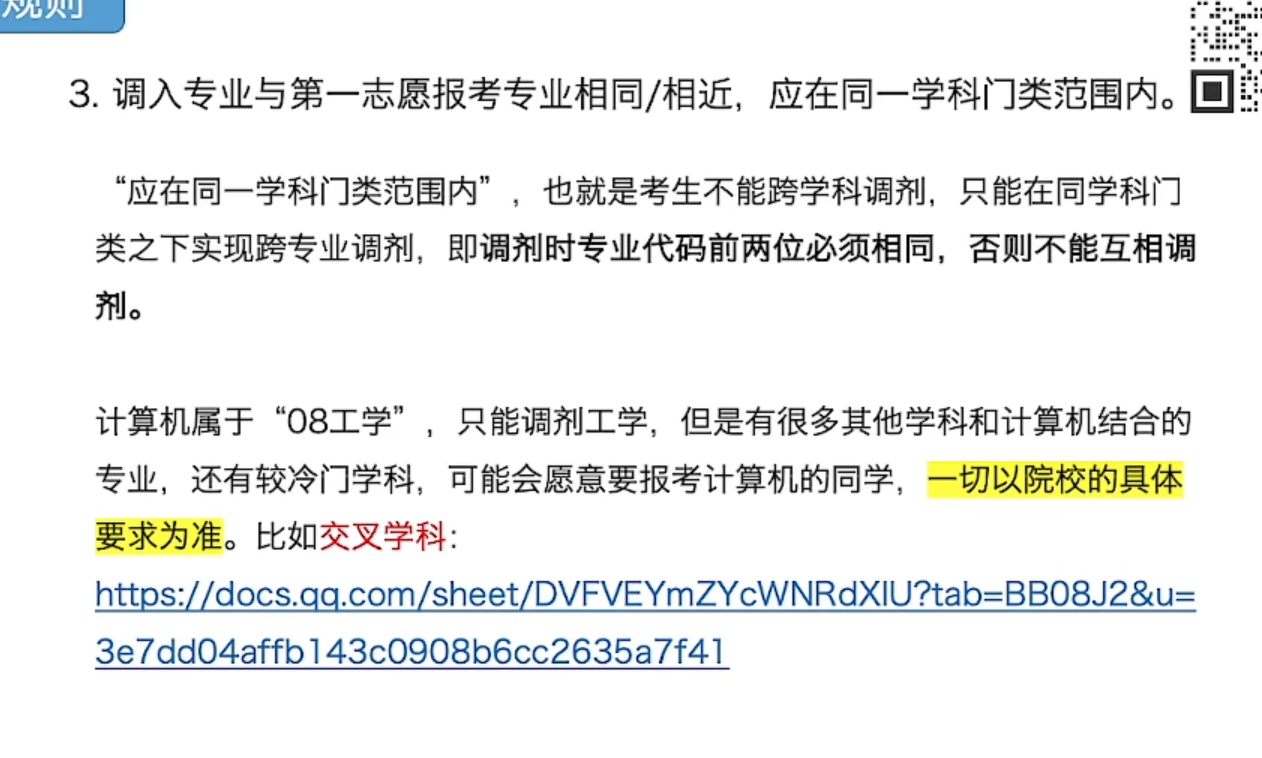 规则
3. 调入专业与第一志愿报考专业相同/相近，应在同一学科门类范围内。
“应在同一学科门类范围内”，也就是考生不能跨学科调剂，只能在同学科门
类之下实现跨专业调剂，即调剂时专业代码前两位必须相同，否则不能互相调
剂。
计算机属于“08工学”，只能调剂工学，但是有很多其他学科和计算机结合的
专业，还有较冷门学科，可能会愿意要报考计算机的同学，一切以院校的具体
要求为准。比如交叉学科：
https://docs.qq.com/sheet/DVFVEYmZYcWNRdXlU?tab=BB08J2&u=
3e7dd04affb143c0908b6cc2635a7f41